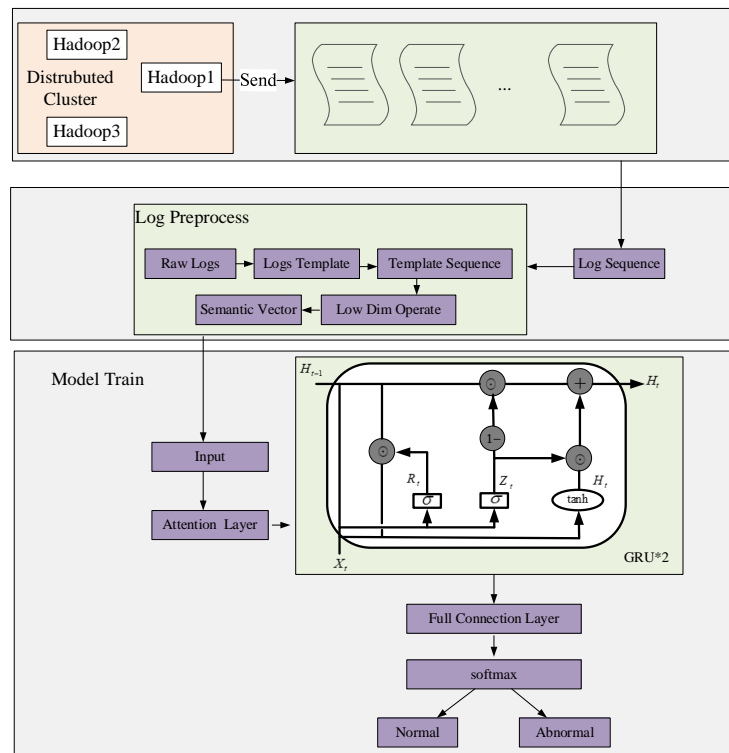 Hadoop2
Distrubuted
Cluster
Hadoop1
Hadoop3
Send
...
Log Preprocess
Raw Logs
Logs Template
Template Sequence
Log Sequence
Semantic Vector
Low Dim Operate
Model Train
H_{t-1}
H_t
1-
R_t
Z_t
H_t
σ
σ
tanh
X_t
GRU*2
Input
Attention Layer
Full Connection Layer
softmax
Normal
Abnormal